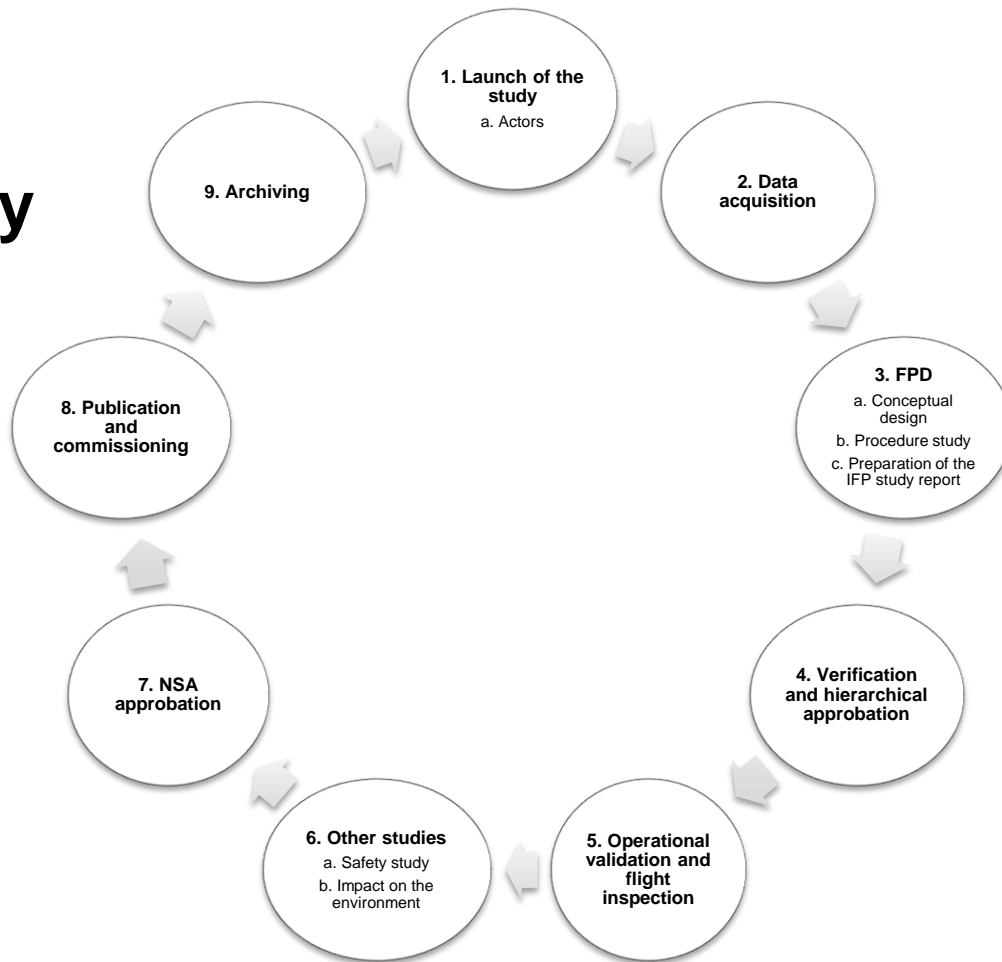 y
1. Launch of the
study
a. Actors
2. Data
acquisition
3. FPD
a. Conceptual
design
b. Procedure study
c. Preparation of the
IFP study report
4. Verification
and hierarchical
approbation
5. Operational
validation and
flight
inspection
6. Other studies
a. Safety study
b. Impact on the
environment
7. NSA
approbation
8. Publication
and
commissioning
9. Archiving